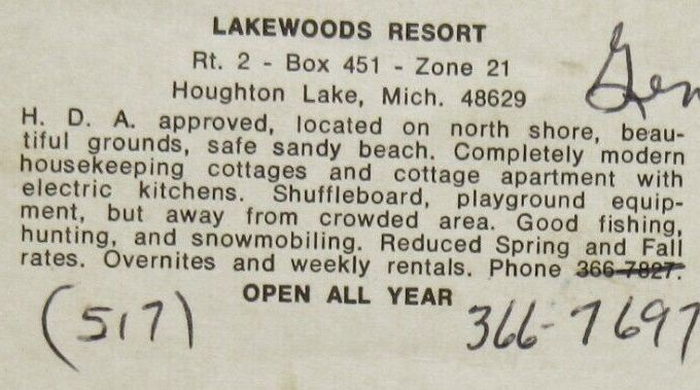 LAKEWOODS RESORT
Rt. 2 - Box 451 - Zone 21
Houghton Lake, Mich. 48629
H. D. A. approved, located on north shore, beau-
tiful grounds, safe sandy beach. Completely modern
housekeeping cottages and cottage apartment with
electric kitchens. Shuffleboard, playground equip-
ment, but away from crowded area. Good fishing,
hunting, and snowmobiling. Reduced Spring and Fall
rates. Overnites and weekly rentals. Phone 366-7827.
OPEN ALL YEAR
(517) 366-7697